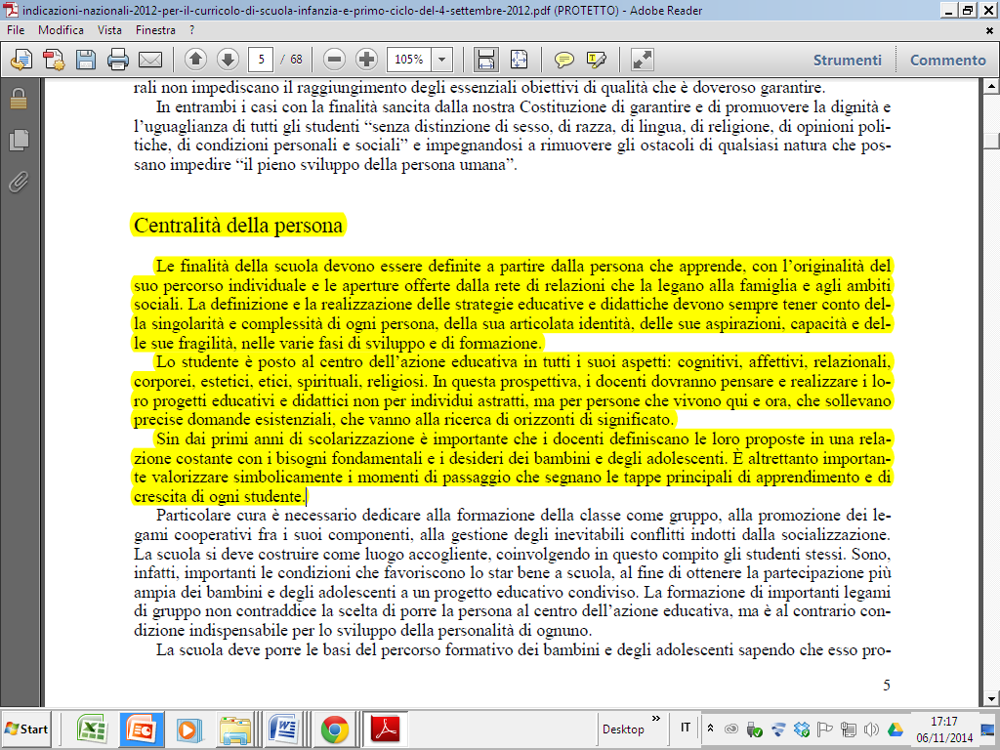 indicazioni-nazionali-2012-per-il-curricolo-di-scuola-infanzia-e-primo-ciclo-del-4-settembre-2012.pdf (PROTETTO) - Adobe Reader
File Modifica Vista Finestra ?
5 / 68 105% Strumenti Commento
rali non impediscano il raggiungimento degli essenziali obiettivi di qualità che è doveroso garantire.
In entrambi i casi con la finalità sancita dalla nostra Costituzione di garantire e di promuovere la dignità e
l’uguaglianza di tutti gli studenti “senza distinzione di sesso, di razza, di lingua, di religione, di opinioni poli-
tiche, di condizioni personali e sociali” e impegnandosi a rimuovere gli ostacoli di qualsiasi natura che pos-
sano impedire “il pieno sviluppo della persona umana”.
Centralità della persona
Le finalità della scuola devono essere definite a partire dalla persona che apprende, con l’originalità del
suo percorso individuale e le aperture offerte dalla rete di relazioni che la legano alla famiglia e agli ambiti
sociali. La definizione e la realizzazione delle strategie educative e didattiche devono sempre tener conto del-
la singolarità e complessità di ogni persona, della sua articolata identità, delle sue aspirazioni, capacità e del-
le sue fragilità, nelle varie fasi di sviluppo e di formazione.
Lo studente è posto al centro dell’azione educativa in tutti i suoi aspetti: cognitivi, affettivi, relazionali,
corporei, estetici, etici, spirituali, religiosi. In questa prospettiva, i docenti dovranno pensare e realizzare i lo-
ro progetti educativi e didattici non per individui astratti, ma per persone che vivono qui e ora, che sollevano
precise domande esistenziali, che vanno alla ricerca di orizzonti di significato.
Sin dai primi anni di scolarizzazione è importante che i docenti definiscano le loro proposte in una rela-
zione costante con i bisogni fondamentali e i desideri dei bambini e degli adolescenti. È altrettanto importan-
te valorizzare simbolicamente i momenti di passaggio che segnano le tappe principali di apprendimento e di
crescita di ogni studente.
Particolare cura è necessario dedicare alla formazione della classe come gruppo, alla promozione dei le-
gami cooperativi fra i suoi componenti, alla gestione degli inevitabili conflitti indotti dalla socializzazione.
La scuola si deve costruire come luogo accogliente, coinvolgendo in questo compito gli studenti stessi. Sono,
infatti, importanti le condizioni che favoriscono lo star bene a scuola, al fine di ottenere la partecipazione più
ampia dei bambini e degli adolescenti a un progetto educativo condiviso. La formazione di importanti legami
di gruppo non contraddice la scelta di porre la persona al centro dell’azione educativa, ma è al contrario con-
dizione indispensabile per lo sviluppo della personalità di ognuno.
La scuola deve porre le basi del percorso formativo dei bambini e degli adolescenti sapendo che esso pro-
5
Start Desktop » IT 17:17
06/11/2014